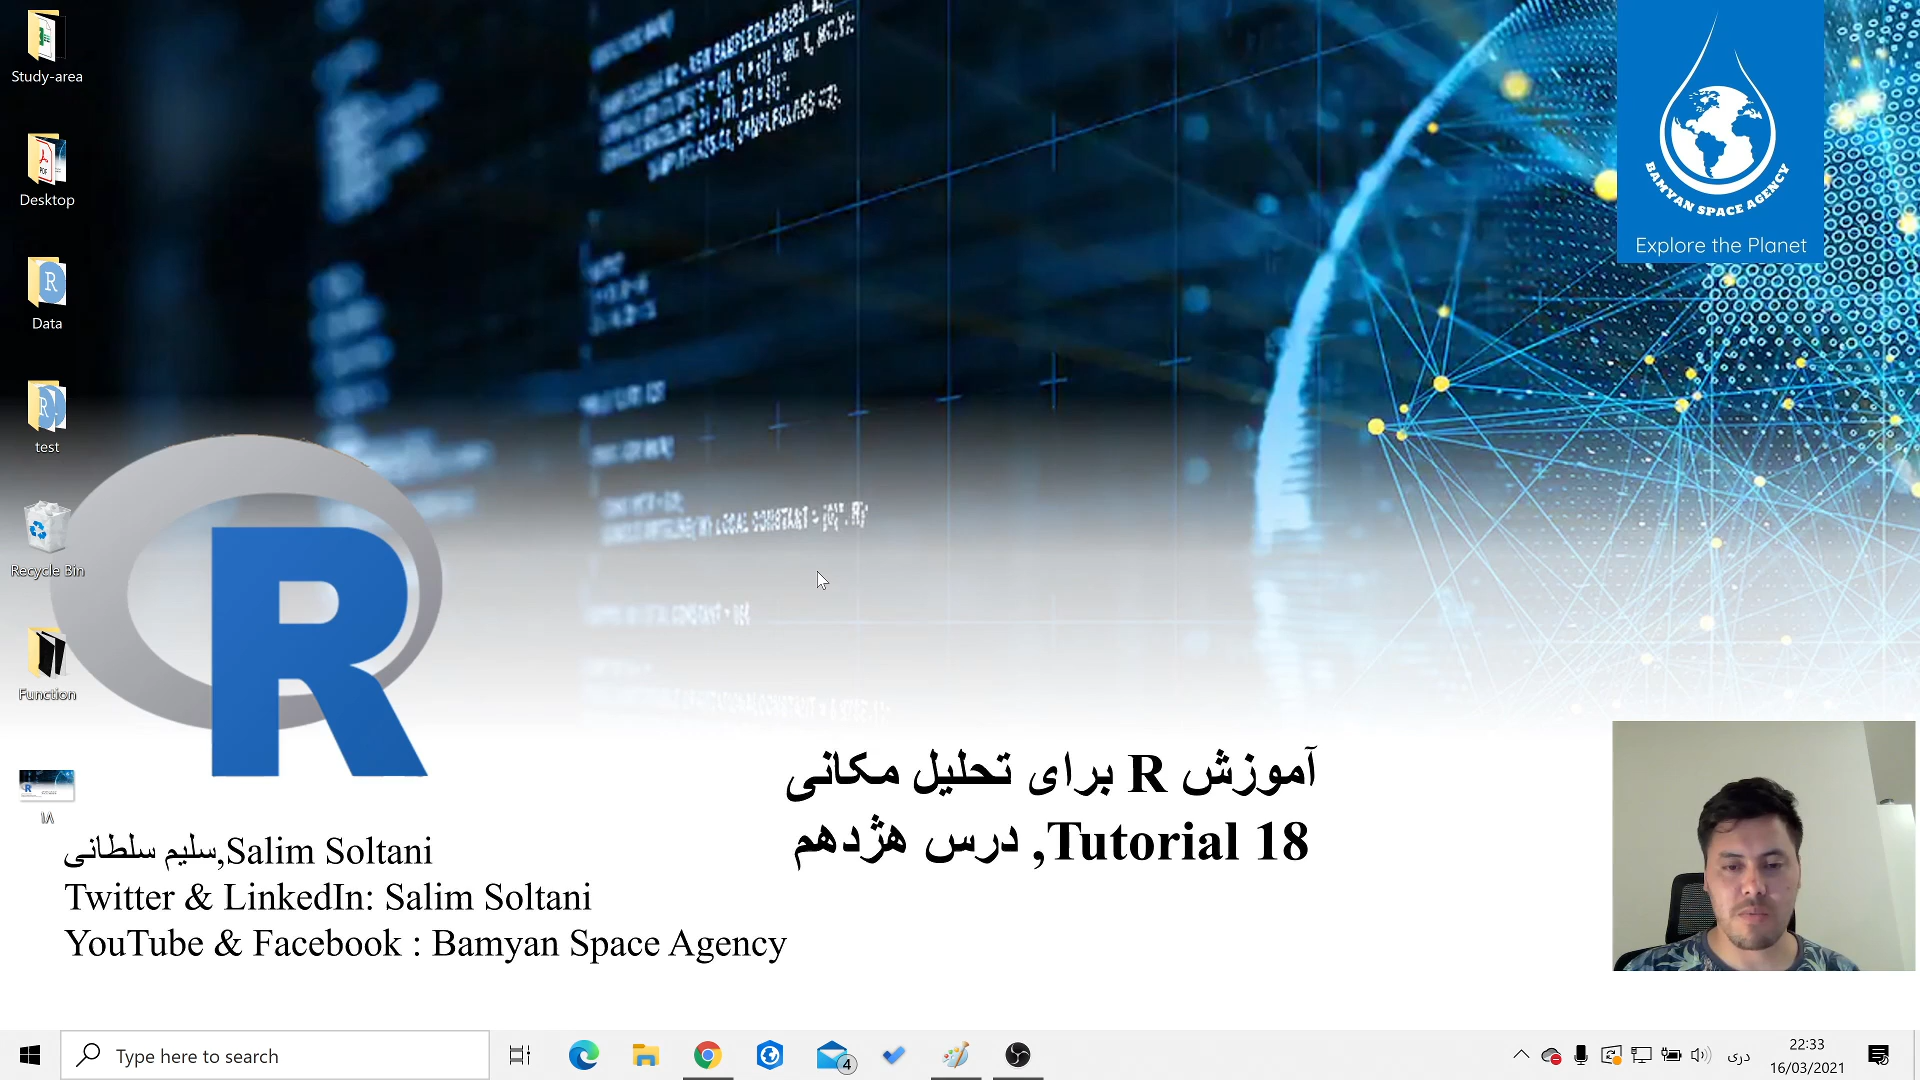 Study-area
Desktop
Data
test
Recycle Bin
Function
۱۸
BAMYAN SPACE AGENCY
Explore the Planet
آموزش R برای تحلیل مکانی
Tutorial 18, درس هژدهم
سلیم سلطانی,Salim Soltani
Twitter & LinkedIn: Salim Soltani
YouTube & Facebook : Bamyan Space Agency
Type here to search
4
دری
22:33
16/03/2021